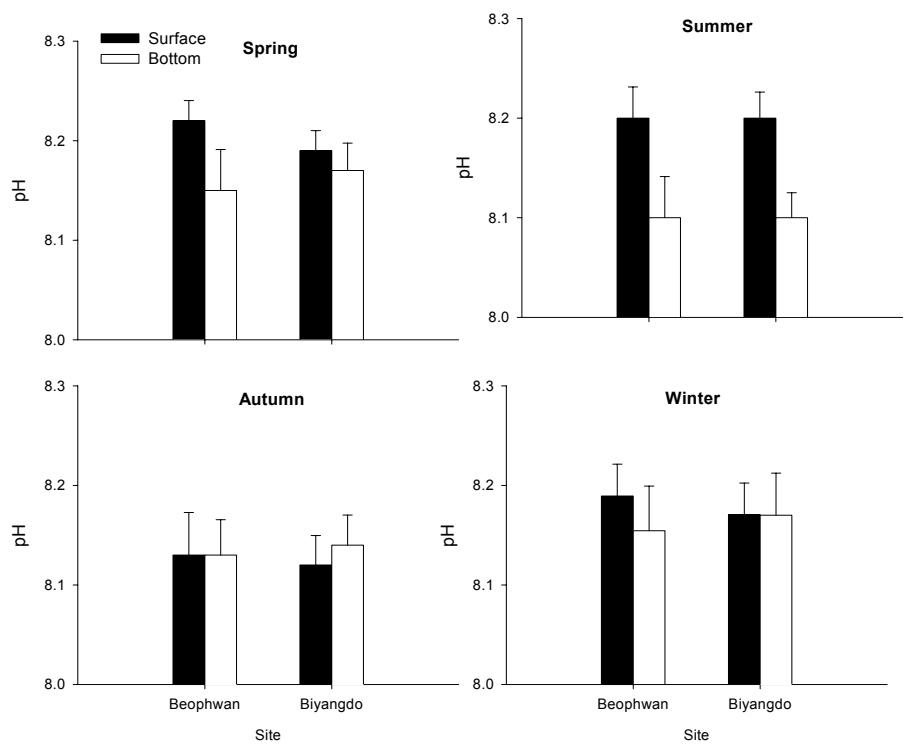 Surface
Bottom
Spring
8.3
8.2
8.1
8.0
pH
Summer
8.3
8.2
8.1
8.0
pH
Autumn
8.3
8.2
8.1
8.0
pH
Beophwan Biyangdo
Site
Winter
8.3
8.2
8.1
8.0
pH
Beophwan Biyangdo
Site